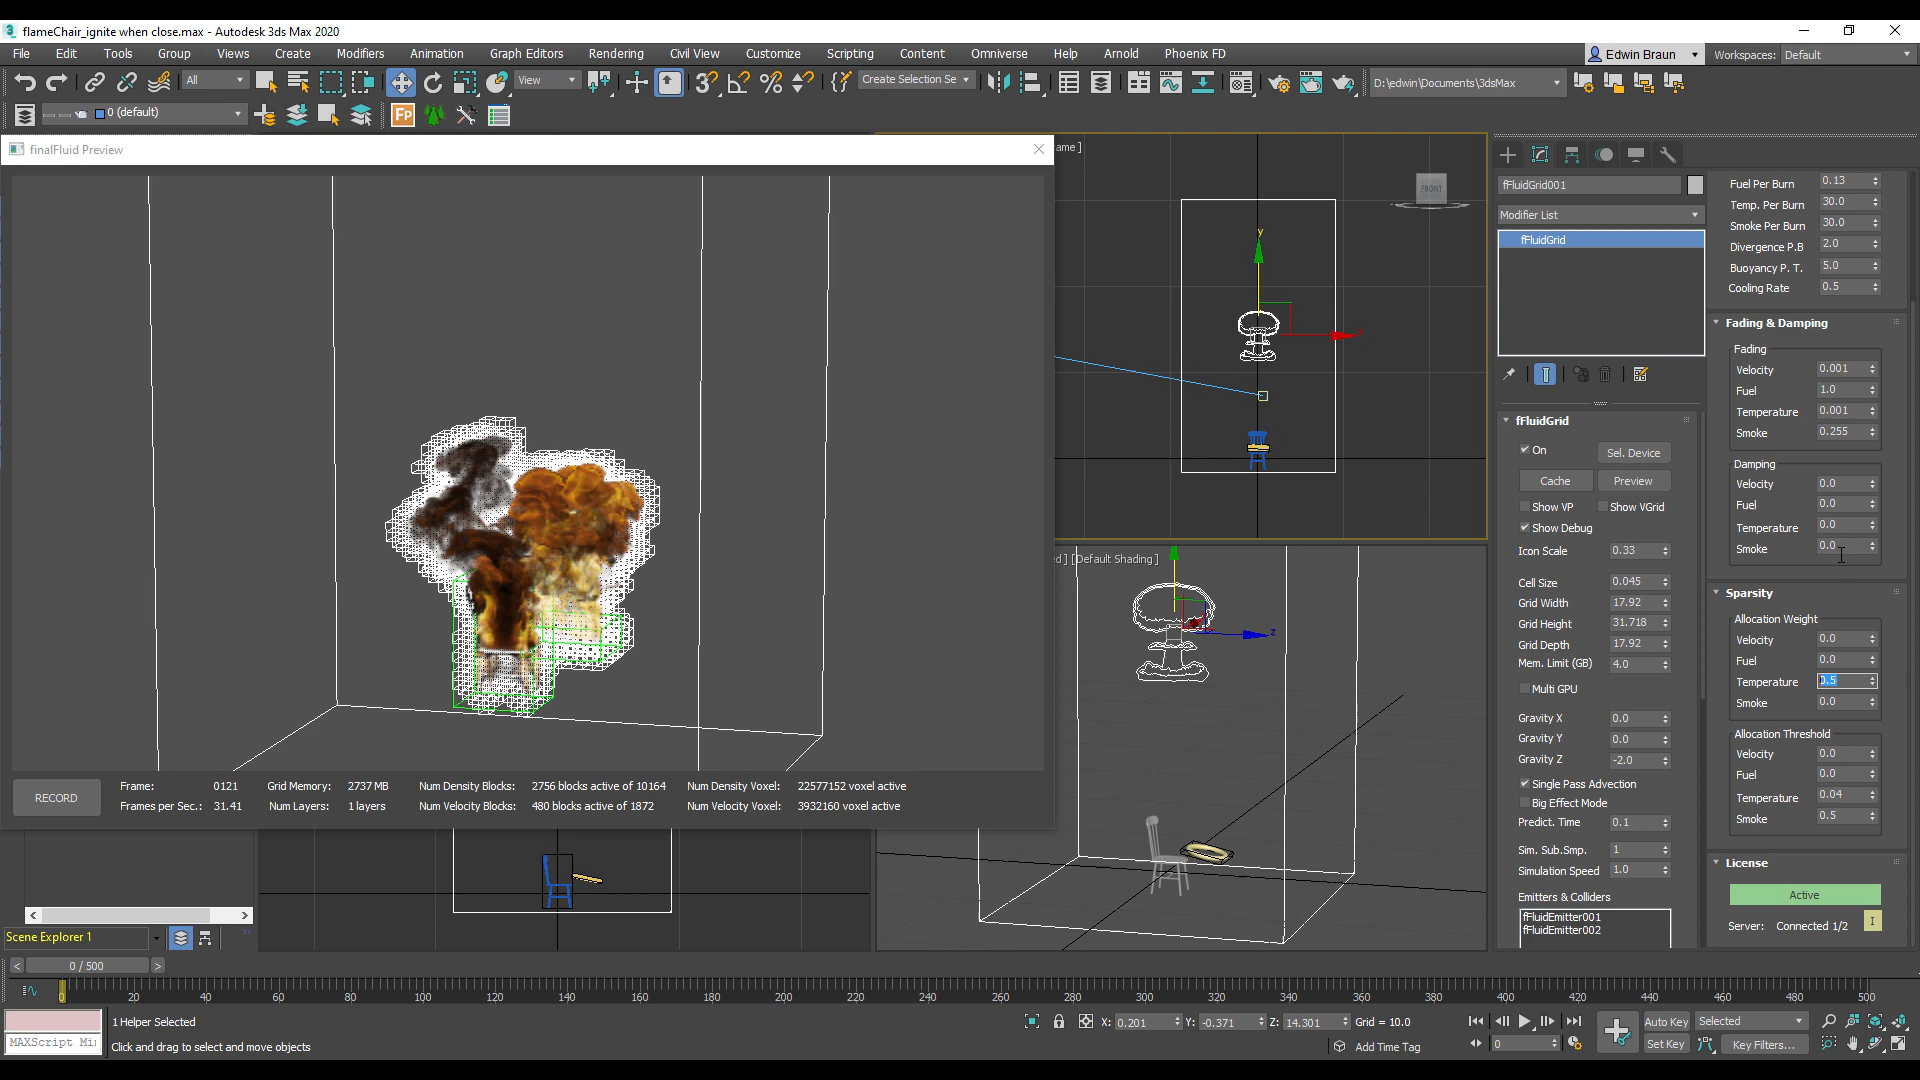 flameChair_ignite when close.max - Autodesk 3ds Max 2020
File Edit Tools Group Views Create Modifiers Animation Graph Editors Rendering Civil View Customize Scripting Content Omniverse Help Arnold Phoenix FD Edwin Braun Workspaces: Default
All View Create Selection Se D:\edwin\Documents\3dsMax
0 (default) Fp
finalFluid Preview
ame ]
FRONT
y
fFluidGrid001
Modifier List
fFluidGrid
fFluidGrid
On Sel. Device
Cache Preview
Show VP Show VGrid
Show Debug
Icon Scale 0.33
Cell Size 0.045
Grid Width 17.92
Grid Height 31.718
Grid Depth 17.92
Mem. Limit (GB) 4.0
Multi GPU
Gravity X 0.0
Gravity Y 0.0
Gravity Z -2.0
Single Pass Advection
Big Effect Mode
Predict. Time 0.1
Sim. Sub.Smp. 1
Simulation Speed 1.0
Emitters & Colliders
fFluidEmitter001
fFluidEmitter002
Fuel Per Burn 0.13
Temp. Per Burn 30.0
Smoke Per Burn 30.0
Divergence P.B 2.0
Buoyancy P. T. 5.0
Cooling Rate 0.5
Fading & Damping
Fading
Velocity 0.001
Fuel 1.0
Temperature 0.001
Smoke 0.255
Damping
Velocity 0.0
Fuel 0.0
Temperature 0.0
Smoke 0.0
Sparsity
Allocation Weight
Velocity 0.0
Fuel 0.0
Temperature 0.5
Smoke 0.0
Allocation Threshold
Velocity 0.0
Fuel 0.0
Temperature 0.04
Smoke 0.5
License
Active
Server: Connected 1/2 I
ed ] [Default Shading ]
z
RECORD
Frame: 0121 Grid Memory: 2737 MB Num Density Blocks: 2756 blocks active of 10164 Num Density Voxel: 22577152 voxel active
Frames per Sec.: 31.41 Num Layers: 1 layers Num Velocity Blocks: 480 blocks active of 1872 Num Velocity Voxel: 3932160 voxel active
Scene Explorer 1
0 / 500
0 20 40 60 80 100 120 140 160 180 200 220 240 260 280 300 320 340 360 380 400 420 440 460 480 500
1 Helper Selected X: 0.201 Y: -0.371 Z: 14.301 Grid = 10.0 Auto Key Selected
MAXScript Mi Click and drag to select and move objects Add Time Tag 0 Set Key Key Filters...